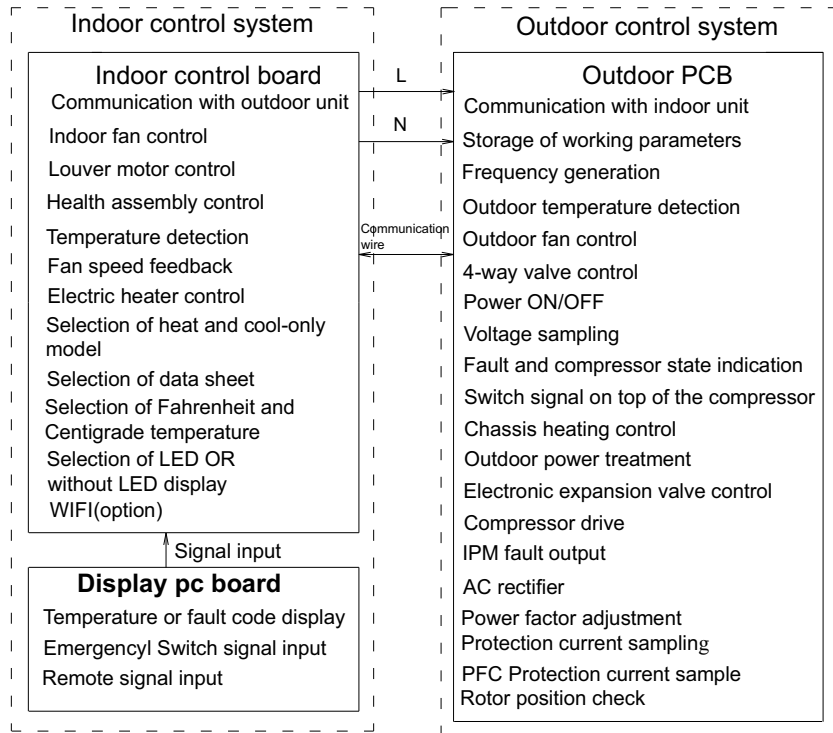 Indoor control system
Indoor control board
Communication with outdoor unit
Indoor fan control
Louver motor control
Health assembly control
Temperature detection
Fan speed feedback
Electric heater control
Selection of heat and cool-only
model
Selection of data sheet
Selection of Fahrenheit and
Centigrade temperature
Selection of LED OR
without LED display
WIFI(option)
Signal input
Display pc board
Temperature or fault code display
Emergencyl Switch signal input
Remote signal input
L
N
Communication
wire
Outdoor control system
Outdoor PCB
Communication with indoor unit
Storage of working parameters
Frequency generation
Outdoor temperature detection
Outdoor fan control
4-way valve control
Power ON/OFF
Voltage sampling
Fault and compressor state indication
Switch signal on top of the compressor
Chassis heating control
Outdoor power treatment
Electronic expansion valve control
Compressor drive
IPM fault output
AC rectifier
Power factor adjustment
Protection current sampling
PFC Protection current sample
Rotor position check